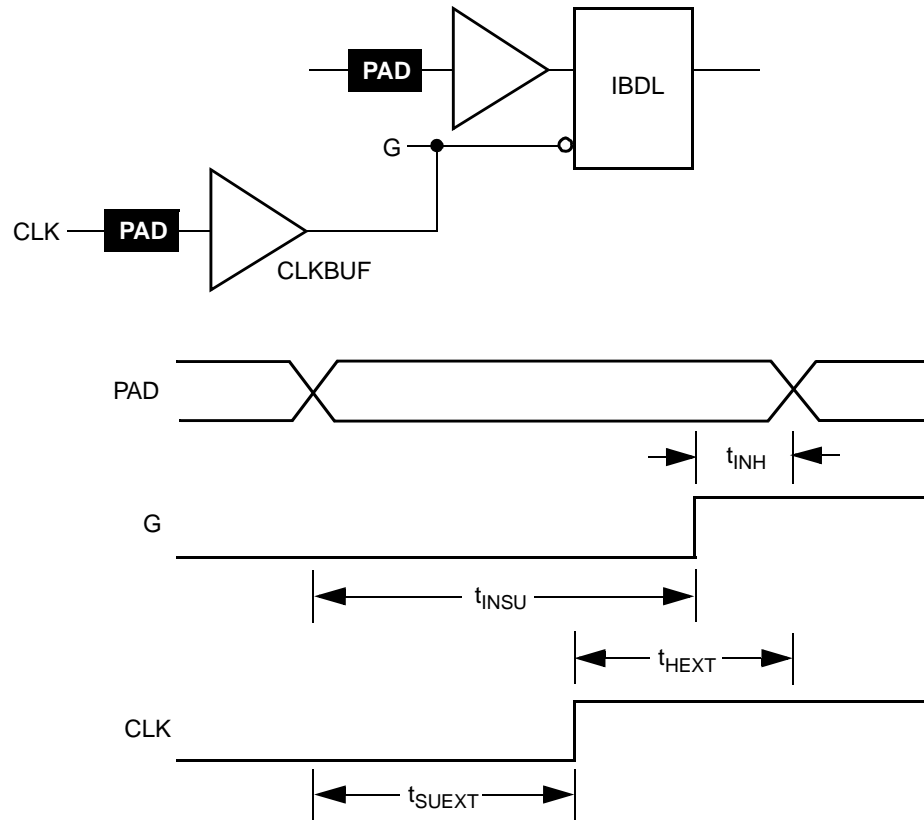 PAD
IBDL
G
CLK
PAD
CLKBUF
PAD
tINH
G
tINSU
tHEXT
CLK
tSUEXT